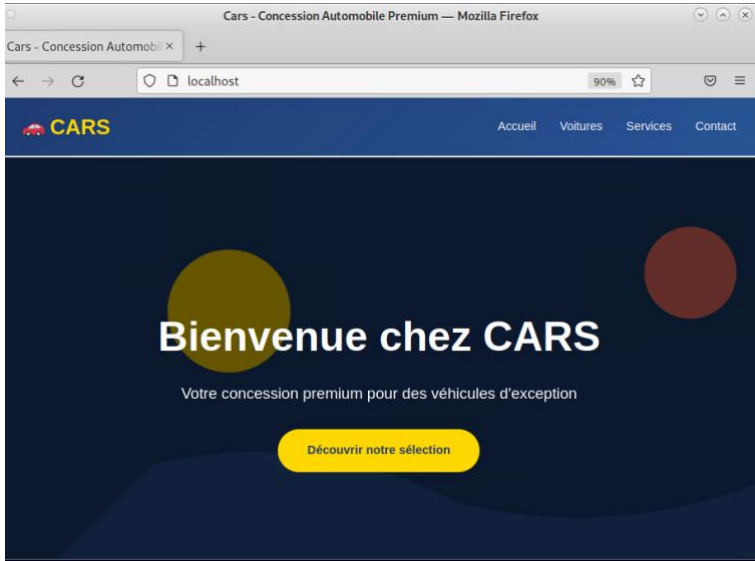 Cars - Concession Automobile Premium — Mozilla Firefox
Cars - Concession Automobil
localhost
90%
CARS
Accueil Voitures Services Contact
Bienvenue chez CARS
Votre concession premium pour des véhicules d'exception
Découvrir notre sélection